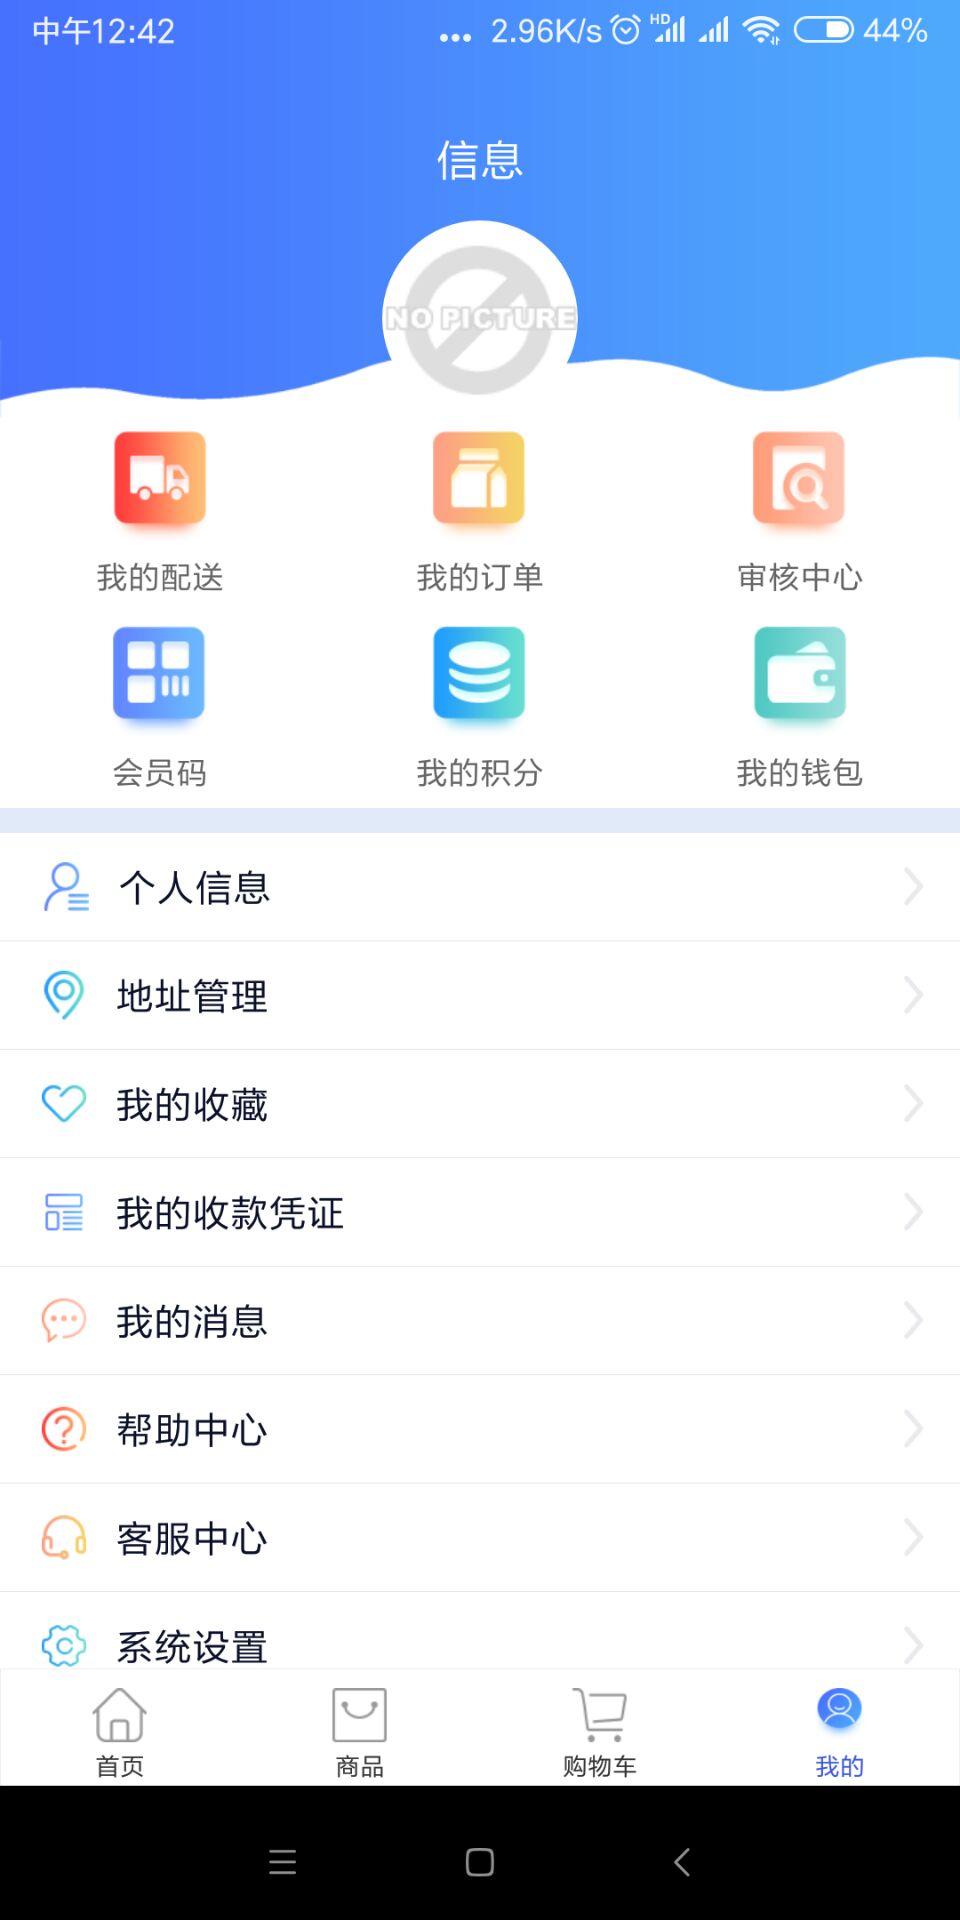 中午12:42
... 2.96K/s HD 44%
信息
NO PICTURE
我的配送 我的订单 审核中心
会员码 我的积分 我的钱包
个人信息
地址管理
我的收藏
我的收款凭证
我的消息
帮助中心
客服中心
系统设置
首页 商品 购物车 我的